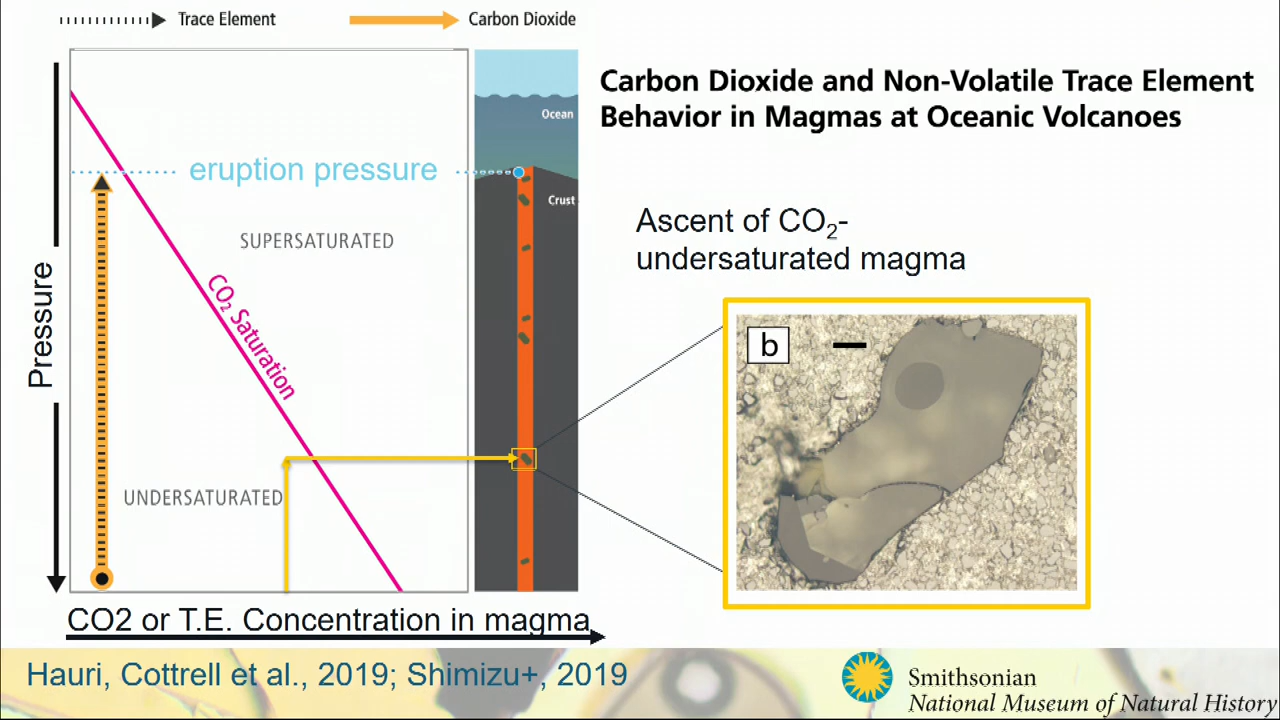 Trace Element
Carbon Dioxide
Carbon Dioxide and Non-Volatile Trace Element
Behavior in Magmas at Oceanic Volcanoes
Ocean
eruption pressure
Crust
Ascent of CO₂-
undersaturated magma
SUPERSATURATED
CO₂ Saturation
Pressure
b
UNDERSATURATED
CO2 or T.E. Concentration in magma
Hauri, Cottrell et al., 2019; Shimizu+, 2019
Smithsonian
National Museum of Natural History